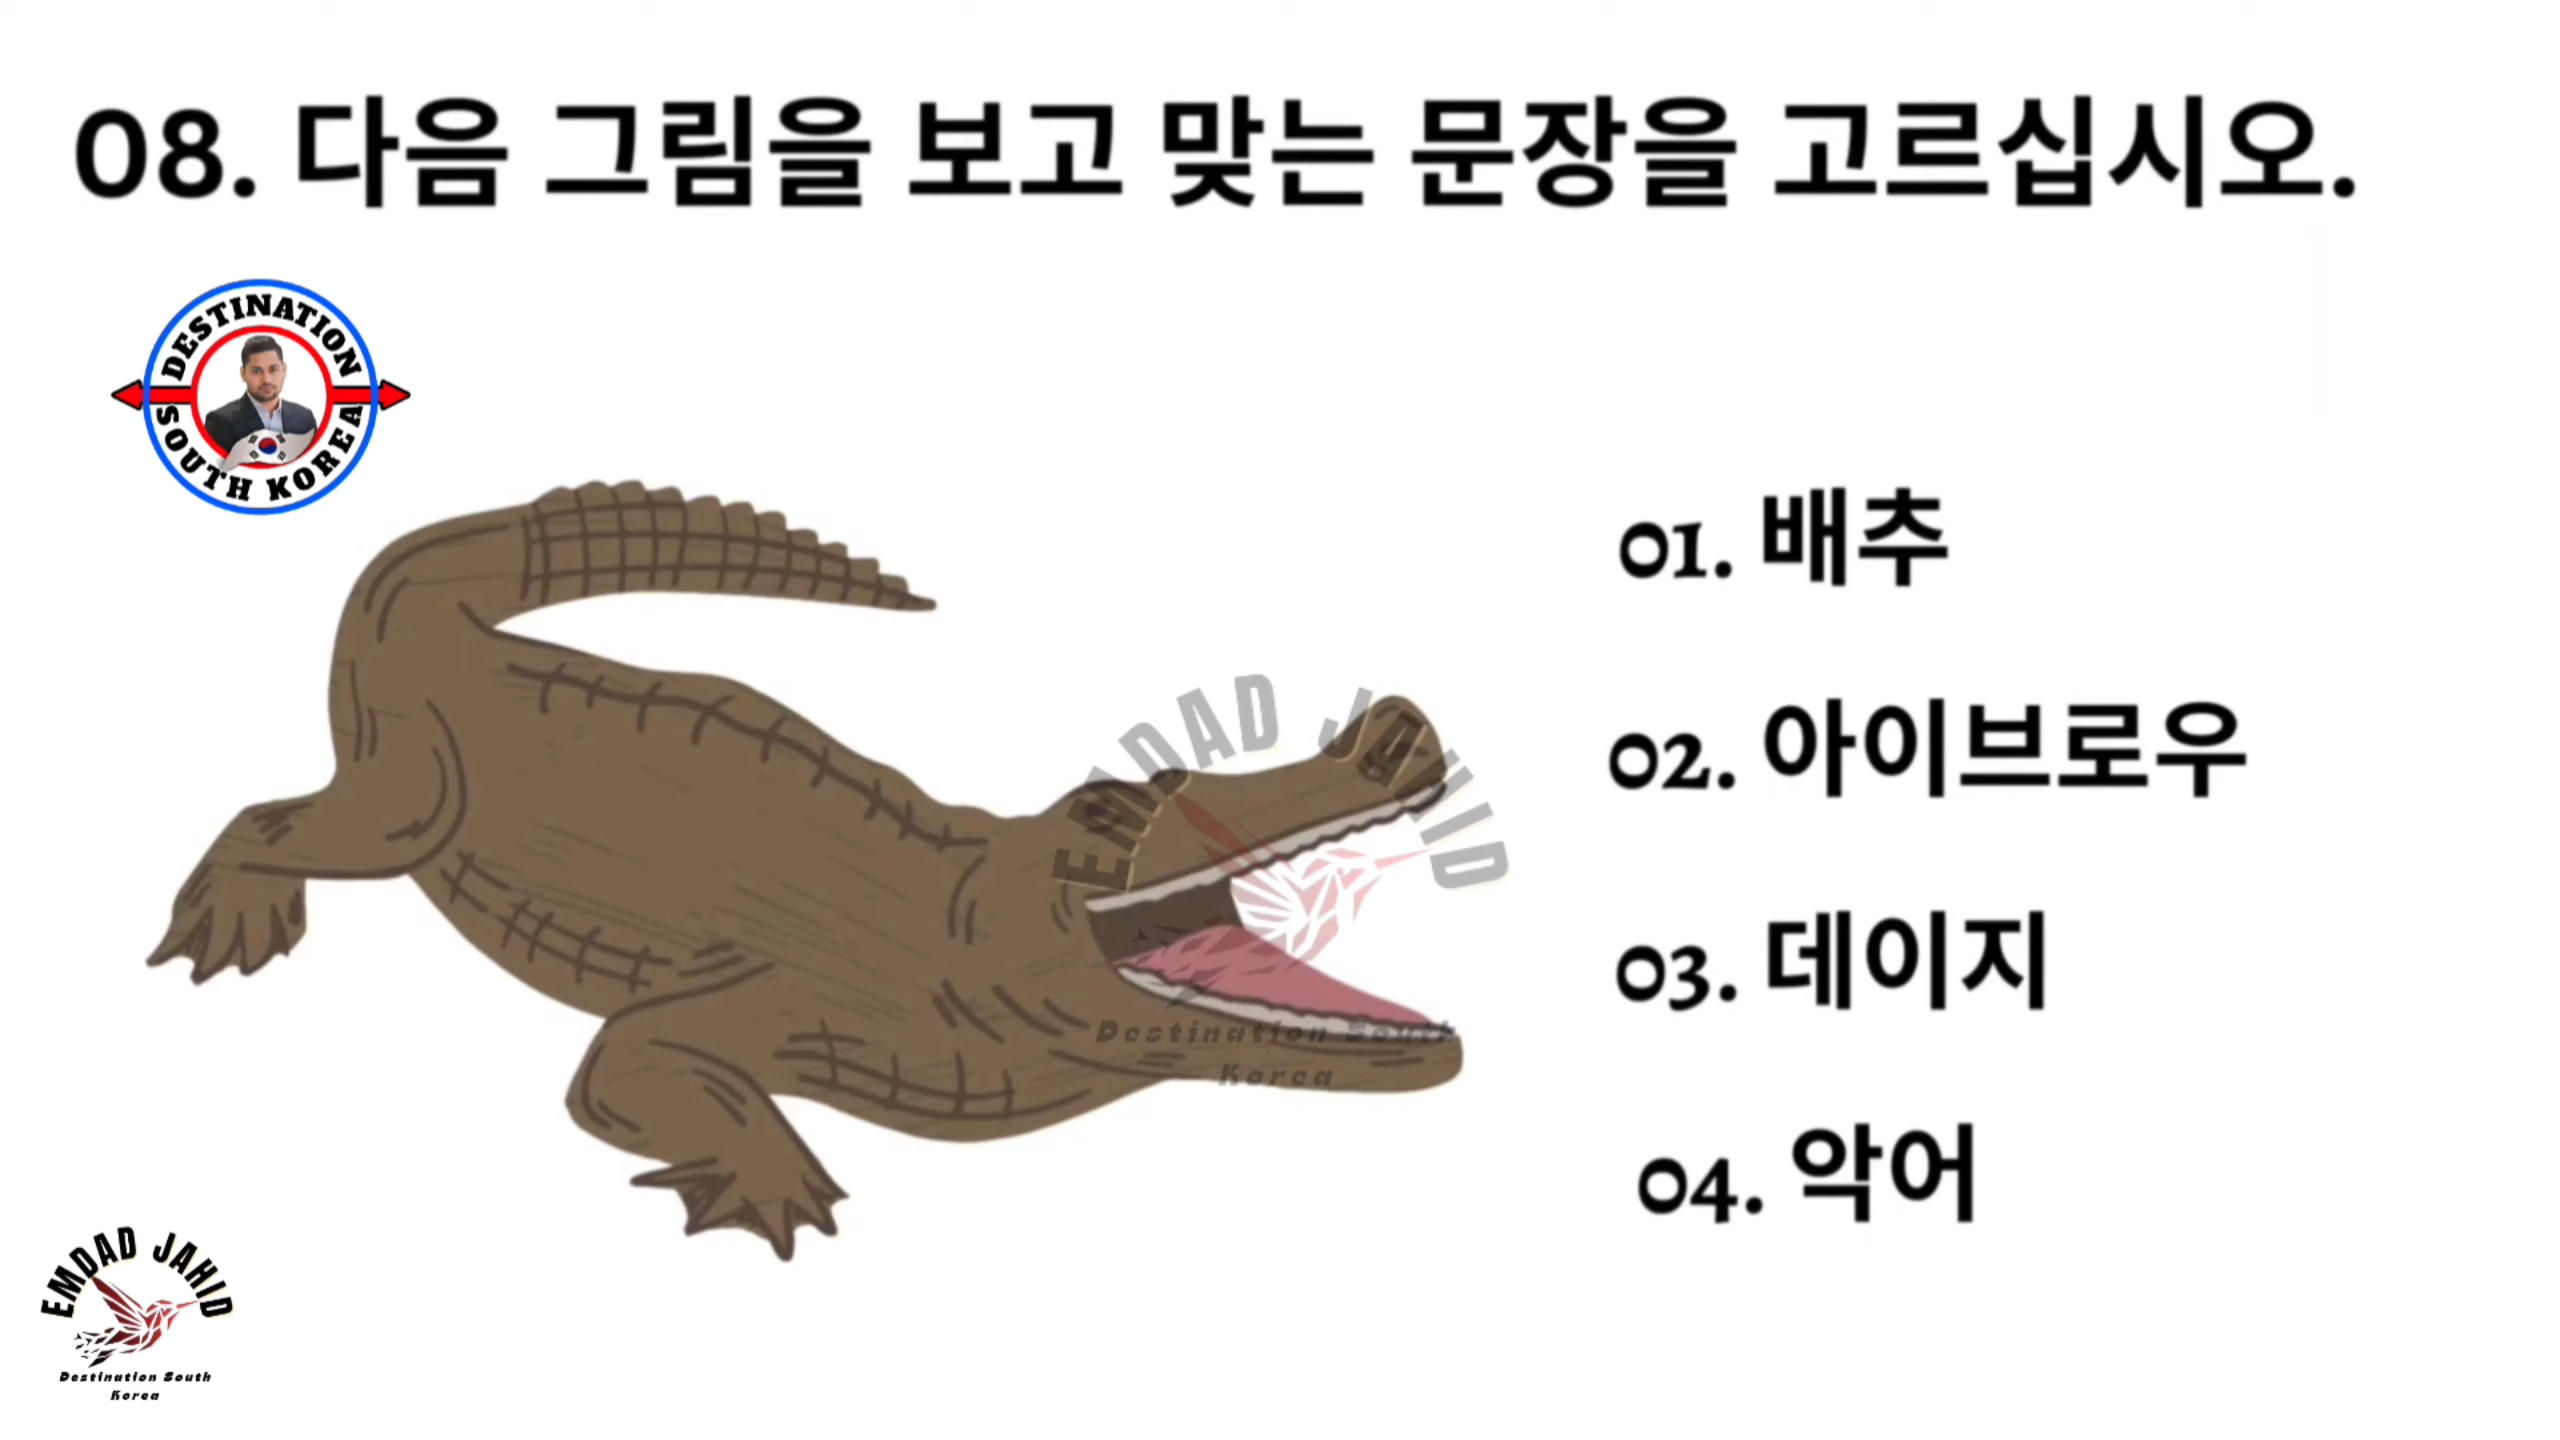 08. 다음 그림을 보고 맞는 문장을 고르십시오.
DESTINATION
SOUTH KOREA
01. 배추
02. 아이브로우
03. 데이지
04. 악어
EMDAD JAHID
Destination South
Korea
EMDAD JAHID
Destination South
Korea